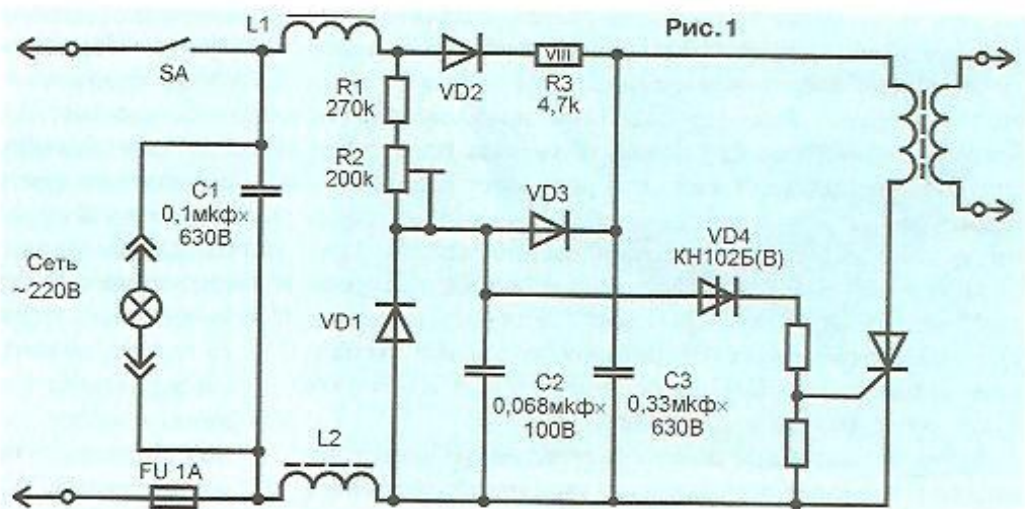 L1
Рис.1
SA
VD2
VIII
R3
4,7k
R1
270k
R2
200k
C1
0,1мкф×
630В
VD3
VD4
КН102Б(В)
Сеть
~220В
VD1
C2
0,068мкф×
100В
C3
0,33мкф×
630В
L2
FU 1A